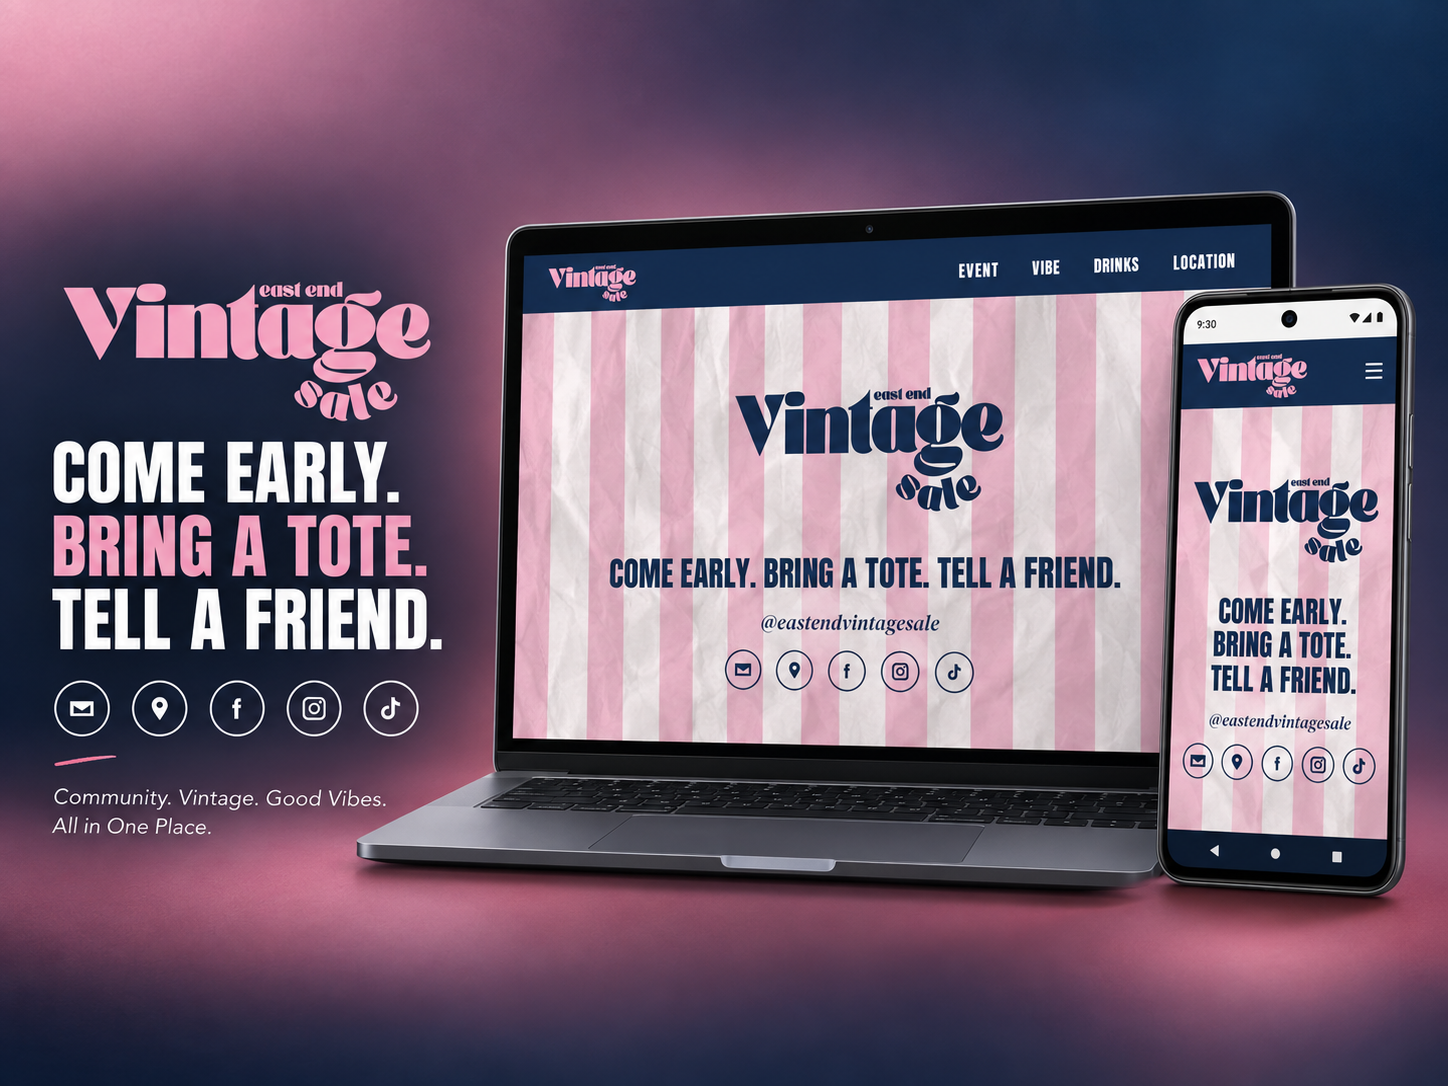 east end
Vintage
sale
COME EARLY.
BRING A TOTE.
TELL A FRIEND.
Community. Vintage. Good Vibes.
All in One Place.
east end
Vintage
sale
EVENT VIBE DRINKS LOCATION
east end
Vintage
sale
COME EARLY. BRING A TOTE. TELL A FRIEND.
@eastendvintagesale
9:30
east end
Vintage
sale
east end
Vintage
sale
COME EARLY.
BRING A TOTE.
TELL A FRIEND.
@eastendvintagesale